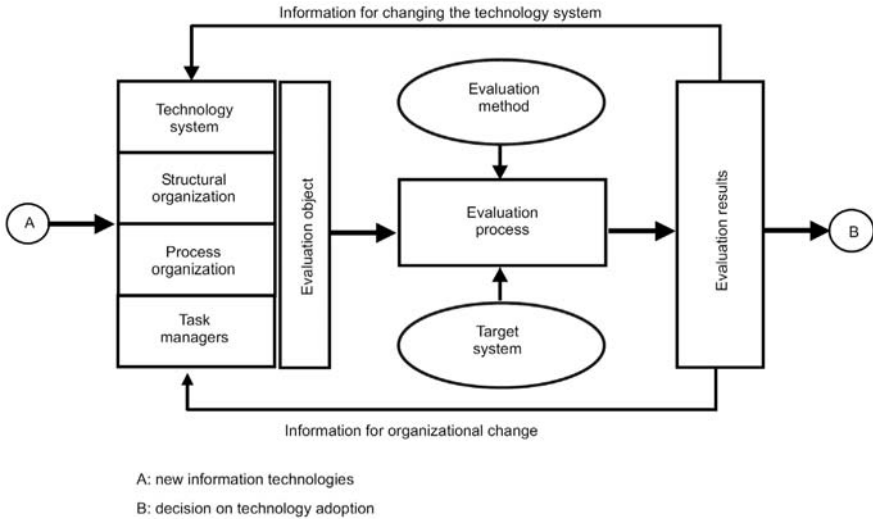 Information for changing the technology system
Technology
system
Structural
organization
Process
organization
Task
managers
Evaluation object
Evaluation
method
Evaluation
process
Target
system
Evaluation results
A
B
Information for organizational change
A: new information technologies
B: decision on technology adoption